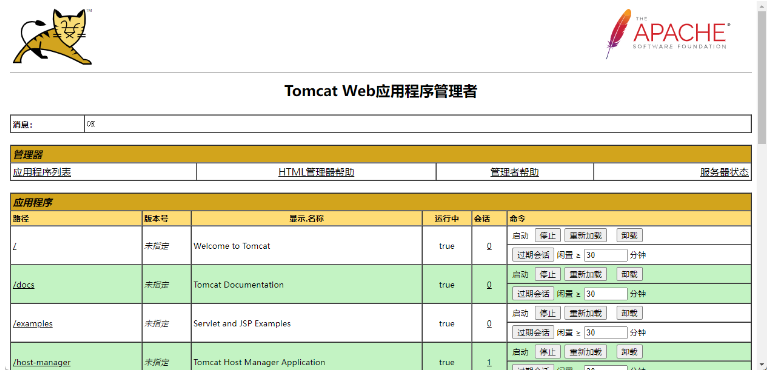 THE
APACHE
SOFTWARE FOUNDATION
Tomcat Web应用程序管理者
消息: OK
管理器
应用程序列表 HTML管理器帮助 管理者帮助 服务器状态
应用程序
路径 版本号 显示.名称 运行中 会话 命令
/ 未指定 Welcome to Tomcat true 0 启动 停止 重新加载 卸载
过期会话 闲置 ≥ 30 分钟
/docs 未指定 Tomcat Documentation true 0 启动 停止 重新加载 卸载
过期会话 闲置 ≥ 30 分钟
/examples 未指定 Servlet and JSP Examples true 0 启动 停止 重新加载 卸载
过期会话 闲置 ≥ 30 分钟
/host-manager 未指定 Tomcat Host Manager Application true 1 启动 停止 重新加载 卸载